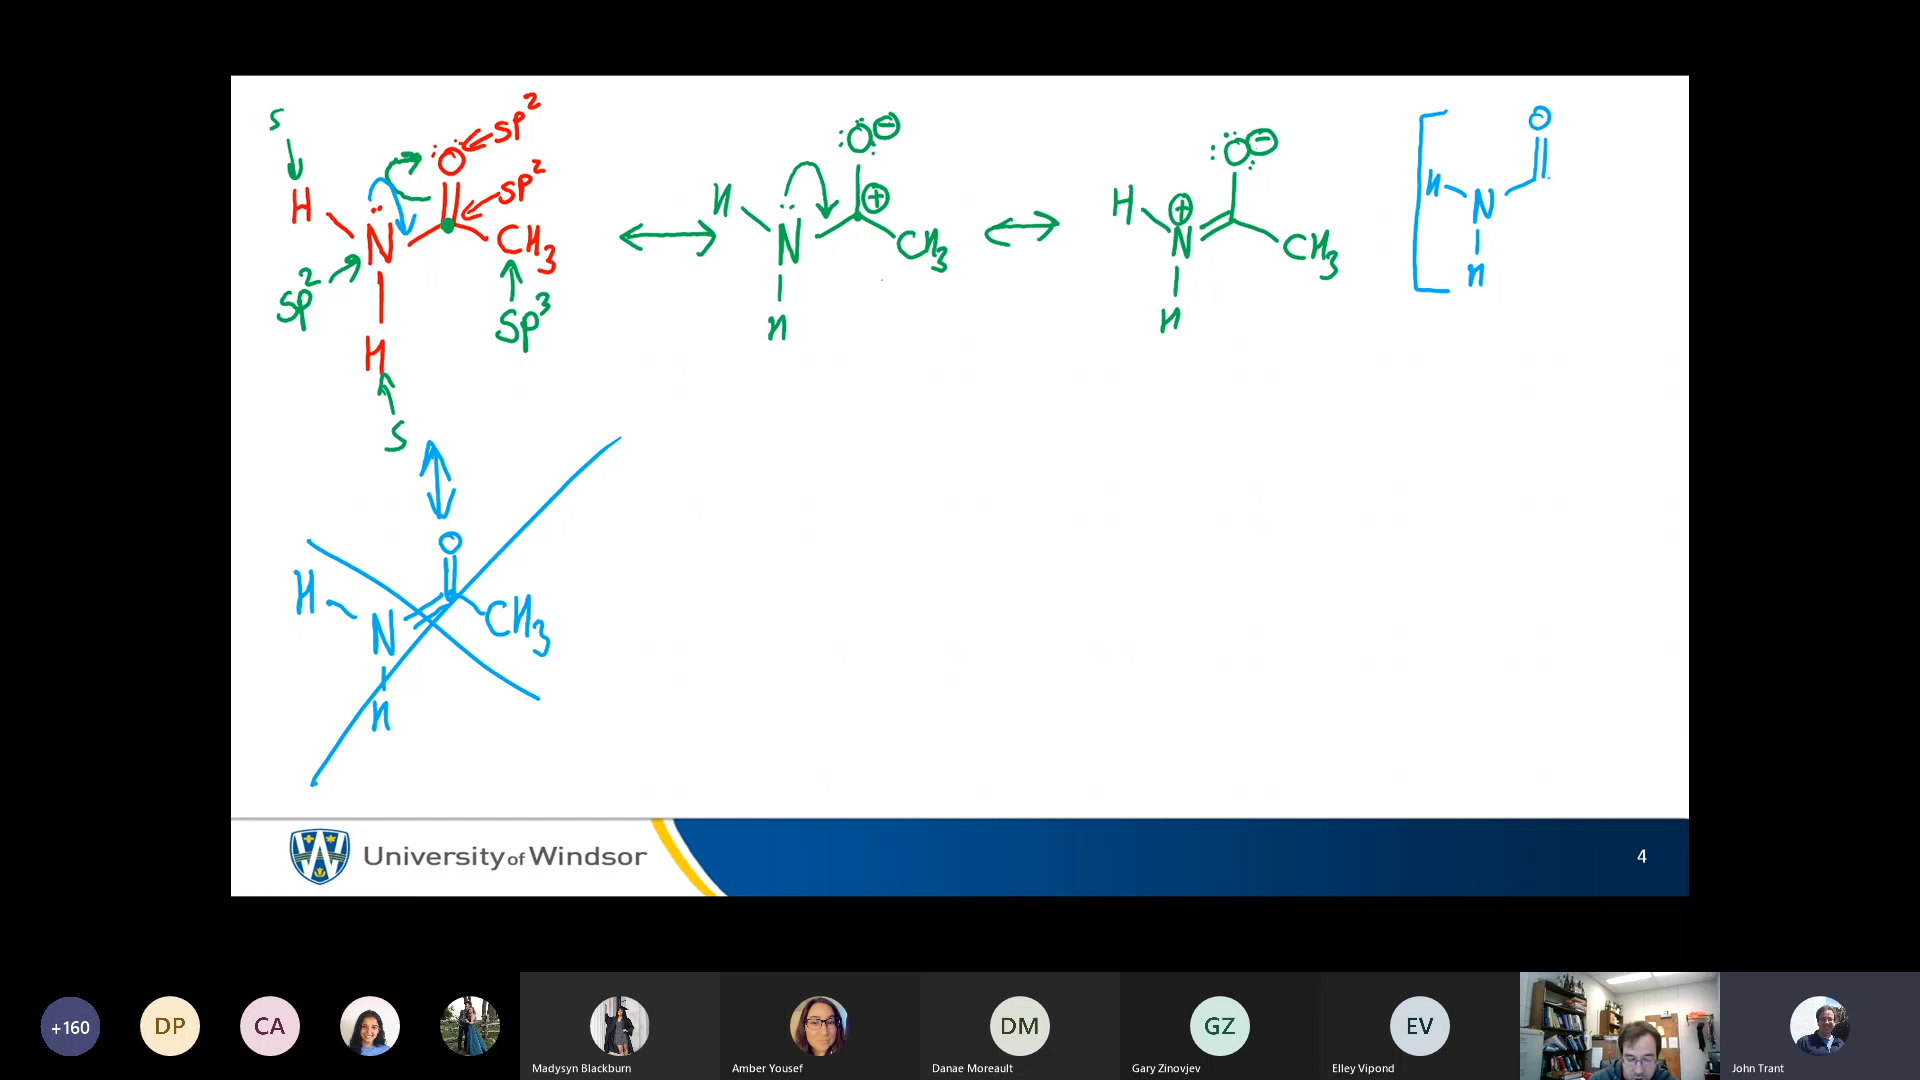 S
H
N
H
S
sp²
O
sp²
sp²
CH₃
sp³
H
N
H
O
⊖
⊕
CH₃
H
⊕
N
H
O
⊖
CH₃
O
H
N
H
O
H
N
H
CH₃
University of Windsor
4
+160
DP
CA
DM
GZ
EV
Madysyn Blackburn
Amber Yousef
Danae Moreault
Gary Zinovjev
Elley Vipond
John Trant